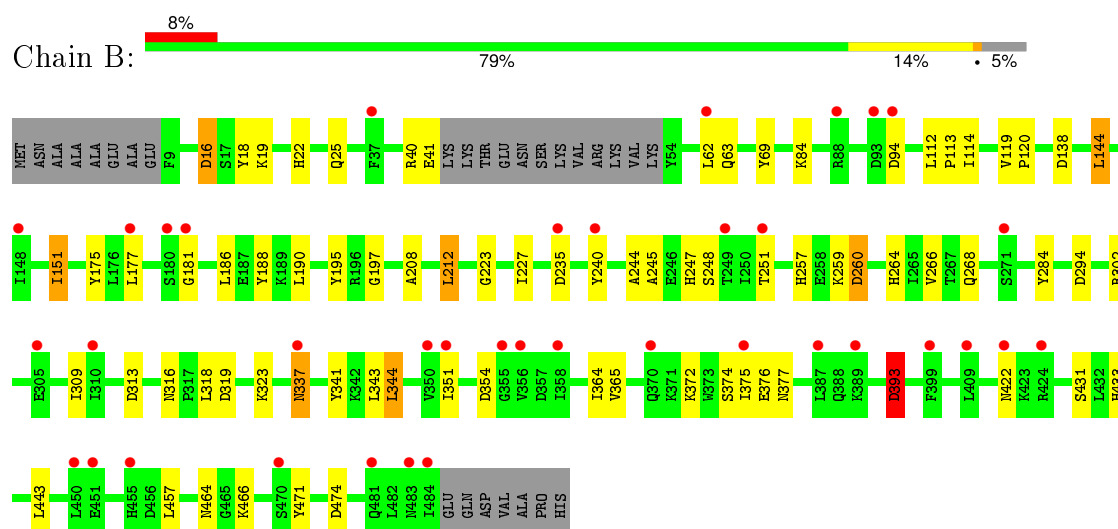 8%
Chain B:
79% 14% • 5%
MET ASN ALA ALA ALA GLU ALA GLU F9 D16 S17 Y18 K19 H22 Q25 F37 R40 E41 LYS LYS THR GLU ASN SER LYS VAL ARG LYS VAL LYS Y54 L62 Q63 Y69 K84 R88 D93 D94 L112 P113 I114 V119 P120 D138 L144
I148 I151 Y175 L176 L177 S180 G181 L186 E187 Y188 K189 L190 Y195 R196 G197 A208 L212 G223 I227 D235 Y240 A244 A245 E246 H247 S248 T249 I250 T251 H257 E258 K259 D260 H264 I265 V266 T267 Q268 S271 Y284 D294 R302
E305 I309 I310 D313 N316 P317 L318 D319 K323 N337 Y341 K342 L343 L344 V350 I351 D354 G355 V356 D357 I358 I364 V365 Q370 K371 K372 W373 S374 I375 E376 N377 L387 Q388 K389 D393 F399 L409 N422 K423 R424 S431 L432 H433
L443 L450 E451 H455 D456 L457 N464 G465 K466 S470 Y471 D474 Q481 L482 N483 I484 GLU GLN ASP VAL ALA PRO HIS